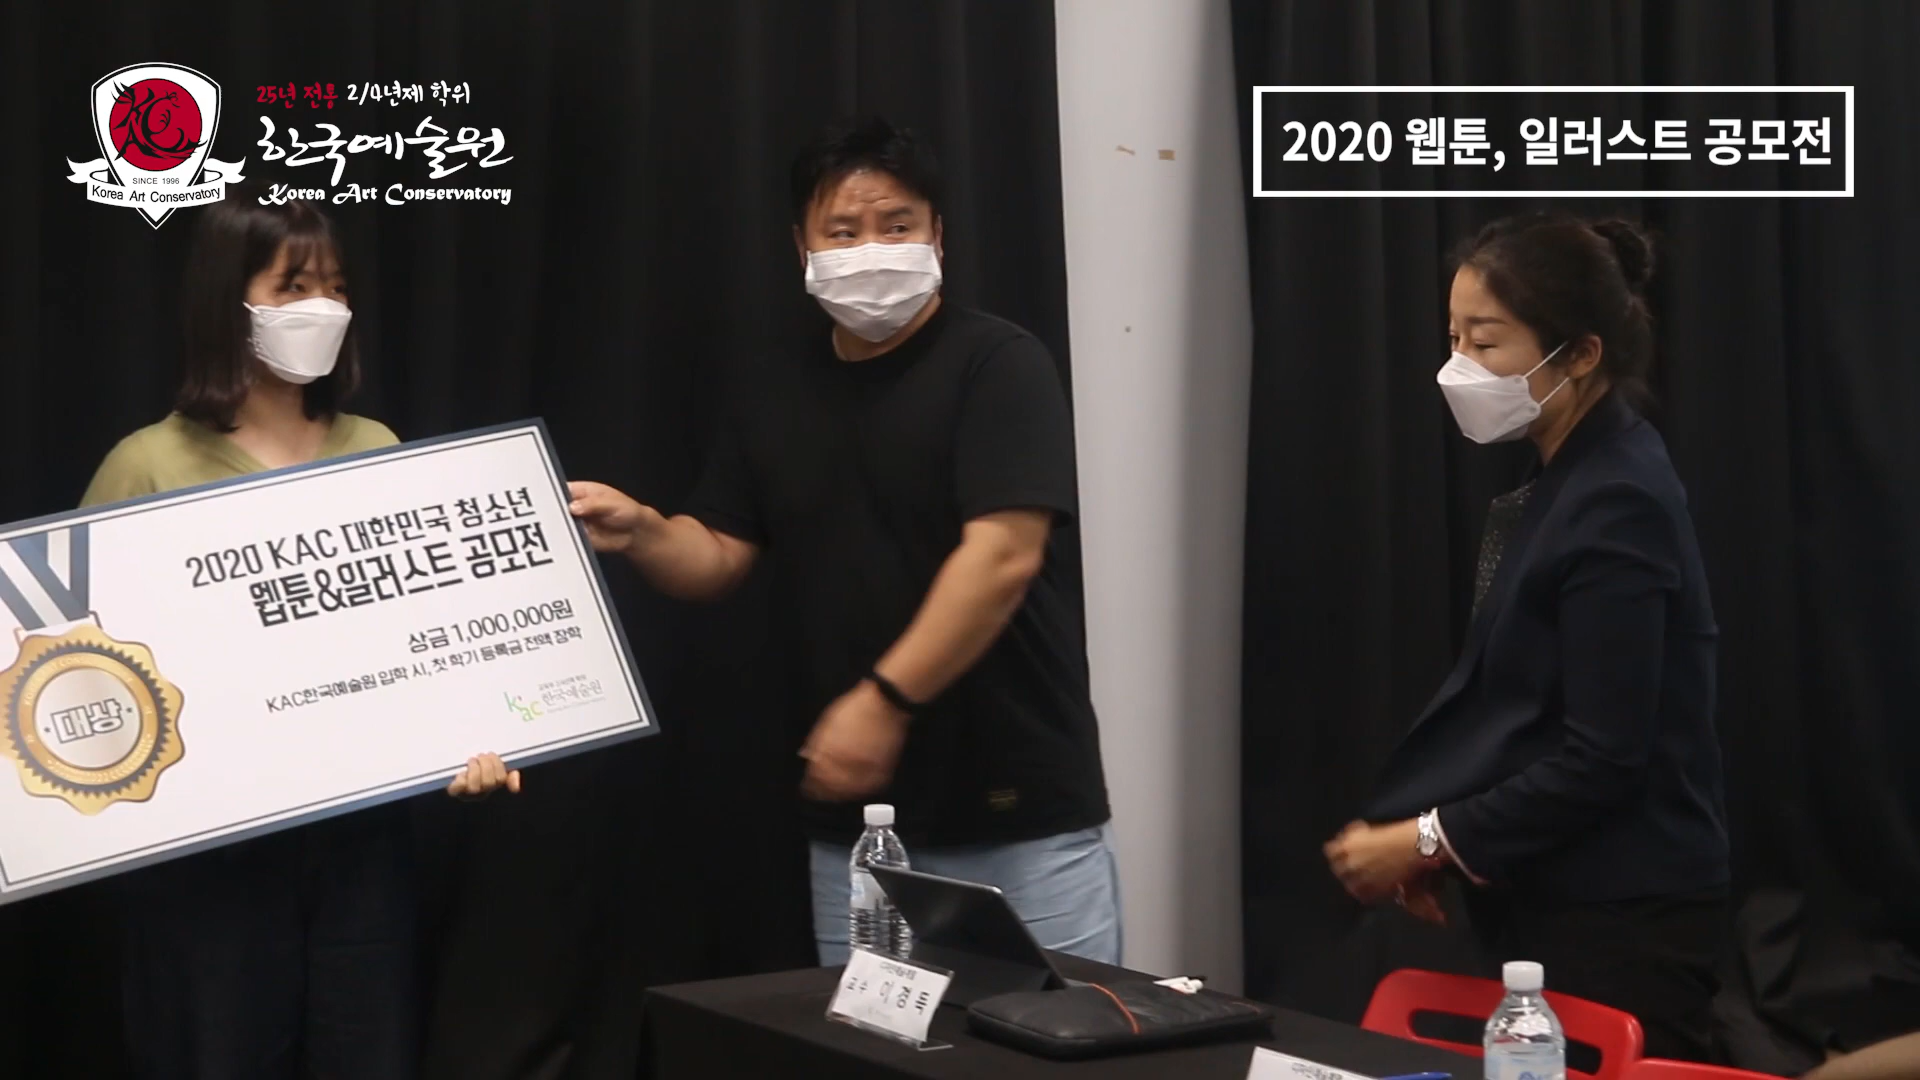 25년 전통 2/4년제 학위
한국예술원
Korea Art Conservatory
KAC
SINCE 1996
Korea Art Conservatory
2020 웹툰, 일러스트 공모전
2020 KAC 대한민국 청소년
웹툰&일러스트 공모전
상금 1,000,000원
KAC한국예술원 입학 시, 첫 학기 등록금 전액 장학
대상
kac 한국예술원
교수